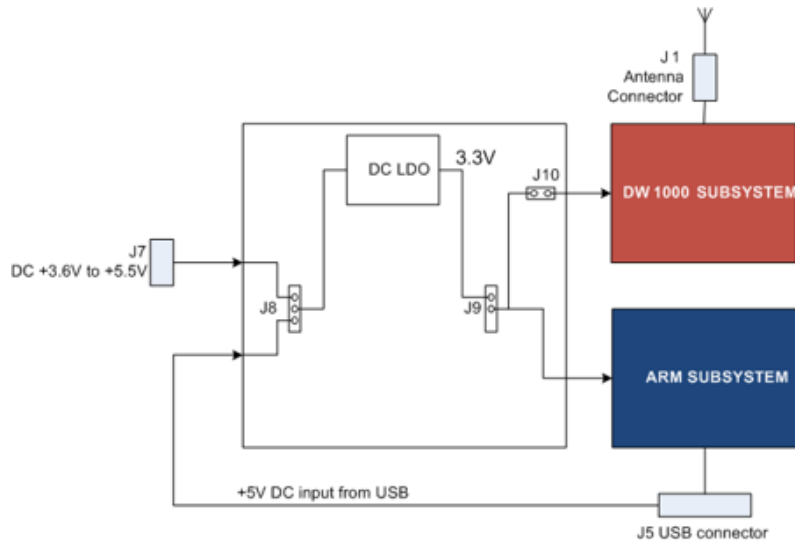 J 1
Antenna
Connector
DC LDO
3.3V
J10
DW 1000 SUBSYSTEM
J7
DC +3.6V to +5.5V
J8
J9
ARM SUBSYSTEM
+5V DC input from USB
J5 USB connector